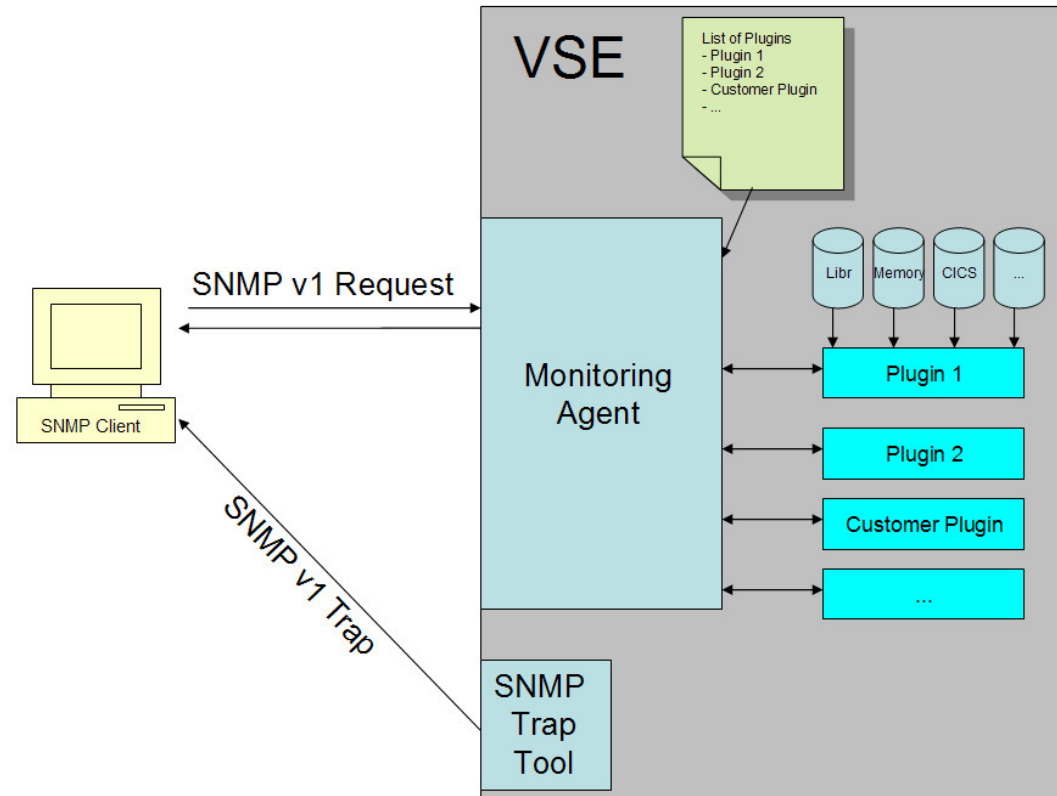 VSE
List of Plugins
- Plugin 1
- Plugin 2
- Customer Plugin
- ...
SNMP v1 Request
SNMP Client
SNMP v1 Trap
Monitoring
Agent
Libr
Memory
CICS
...
Plugin 1
Plugin 2
Customer Plugin
...
SNMP
Trap
Tool